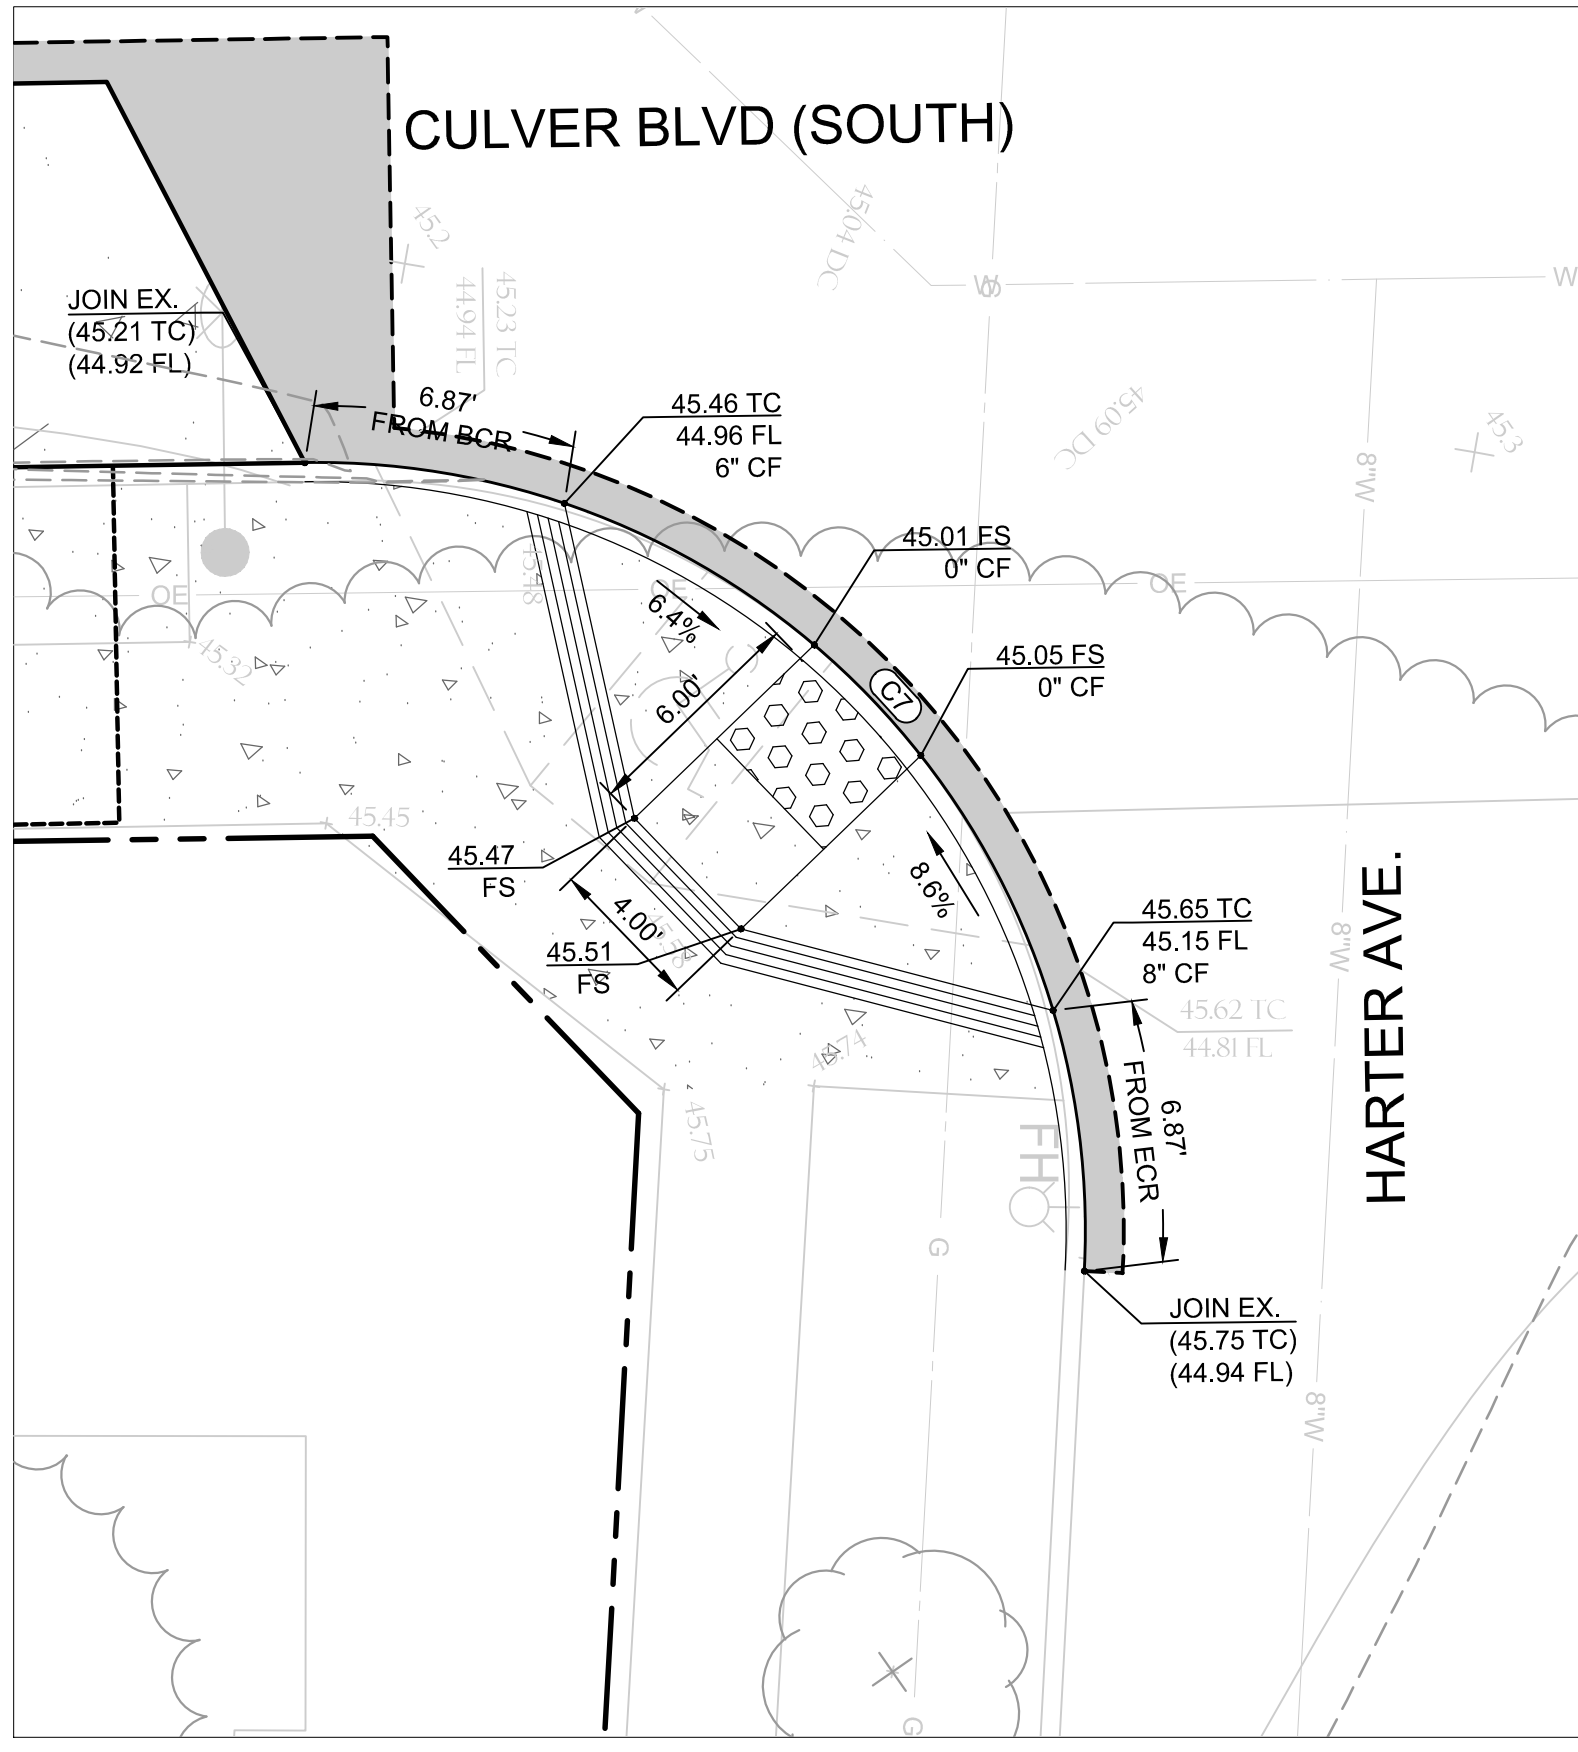 CULVER BLVD (SOUTH)
45.2
45.23 TC
44.94 FL
45.04 DC
W
S
W
JOIN EX.
(45.21 TC)
(44.92 FL)
6.87'
FROM BCR
45.46 TC
44.96 FL
6" CF
45.09 DC
45.3
8"W
45.01 FS
0" CF
OE
45.48
OE
OE
45.32
6.4%
45.05 FS
0" CF
6.00'
C7
45.45
45.47
FS
8.6%
4.00'
45.51
FS
45.65 TC
45.15 FL
8" CF
8"W
HARTER AVE.
45.62 TC
44.81 FL
45.74
45.75
6.87'
FROM ECR
FH
G
JOIN EX.
(45.75 TC)
(44.94 FL)
8"W
G